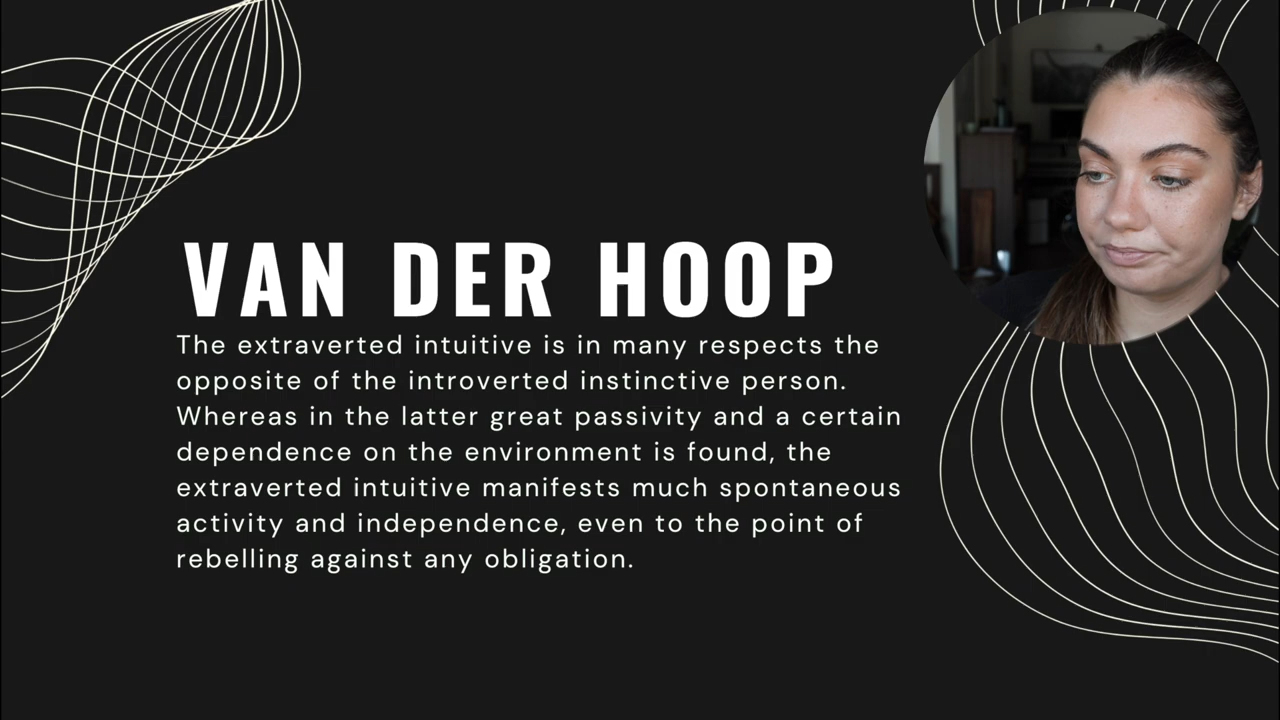 VAN DER HOOP
The extraverted intuitive is in many respects the
opposite of the introverted instinctive person.
Whereas in the latter great passivity and a certain
dependence on the environment is found, the
extraverted intuitive manifests much spontaneous
activity and independence, even to the point of
rebelling against any obligation.